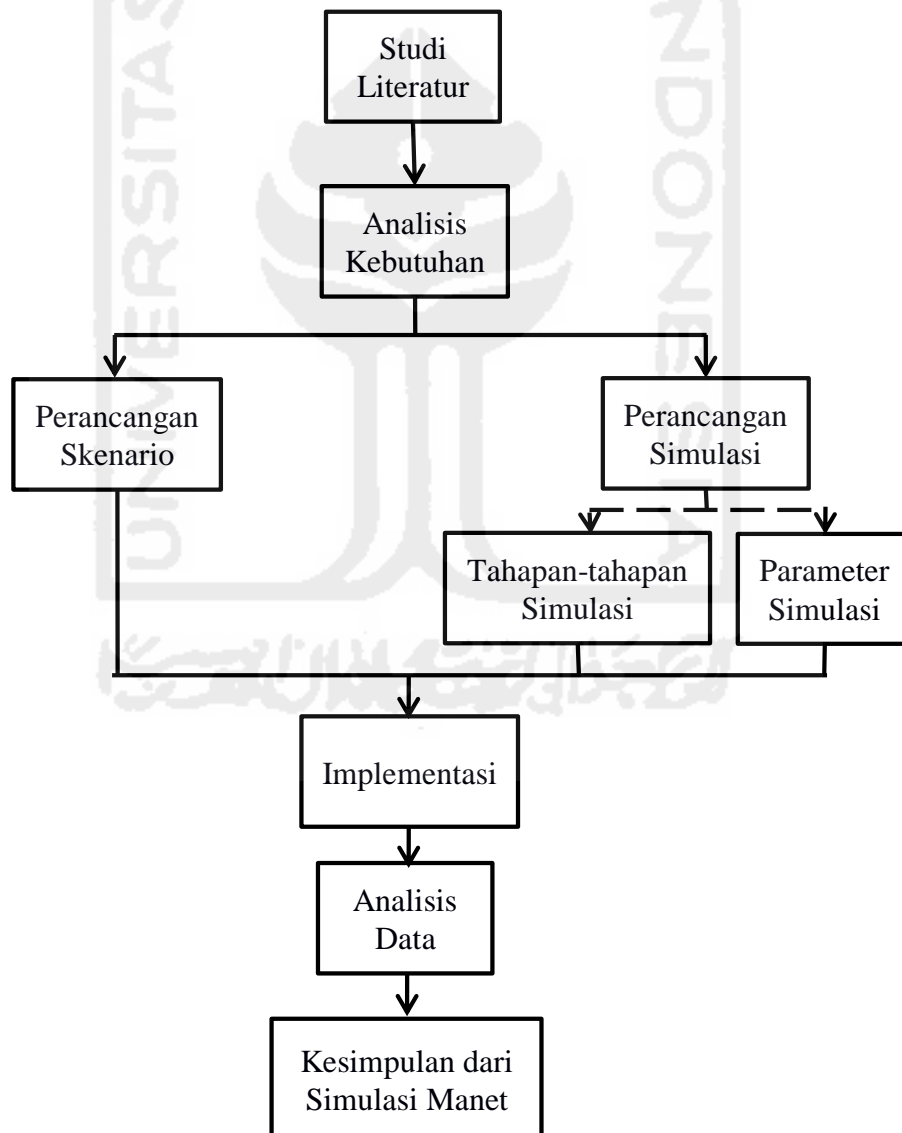 Studi
Literatur
Analisis
Kebutuhan
Perancangan
Skenario
Perancangan
Simulasi
Tahapan-tahapan
Simulasi
Parameter
Simulasi
Implementasi
Analisis
Data
Kesimpulan dari
Simulasi Manet
UNIVERSITAS